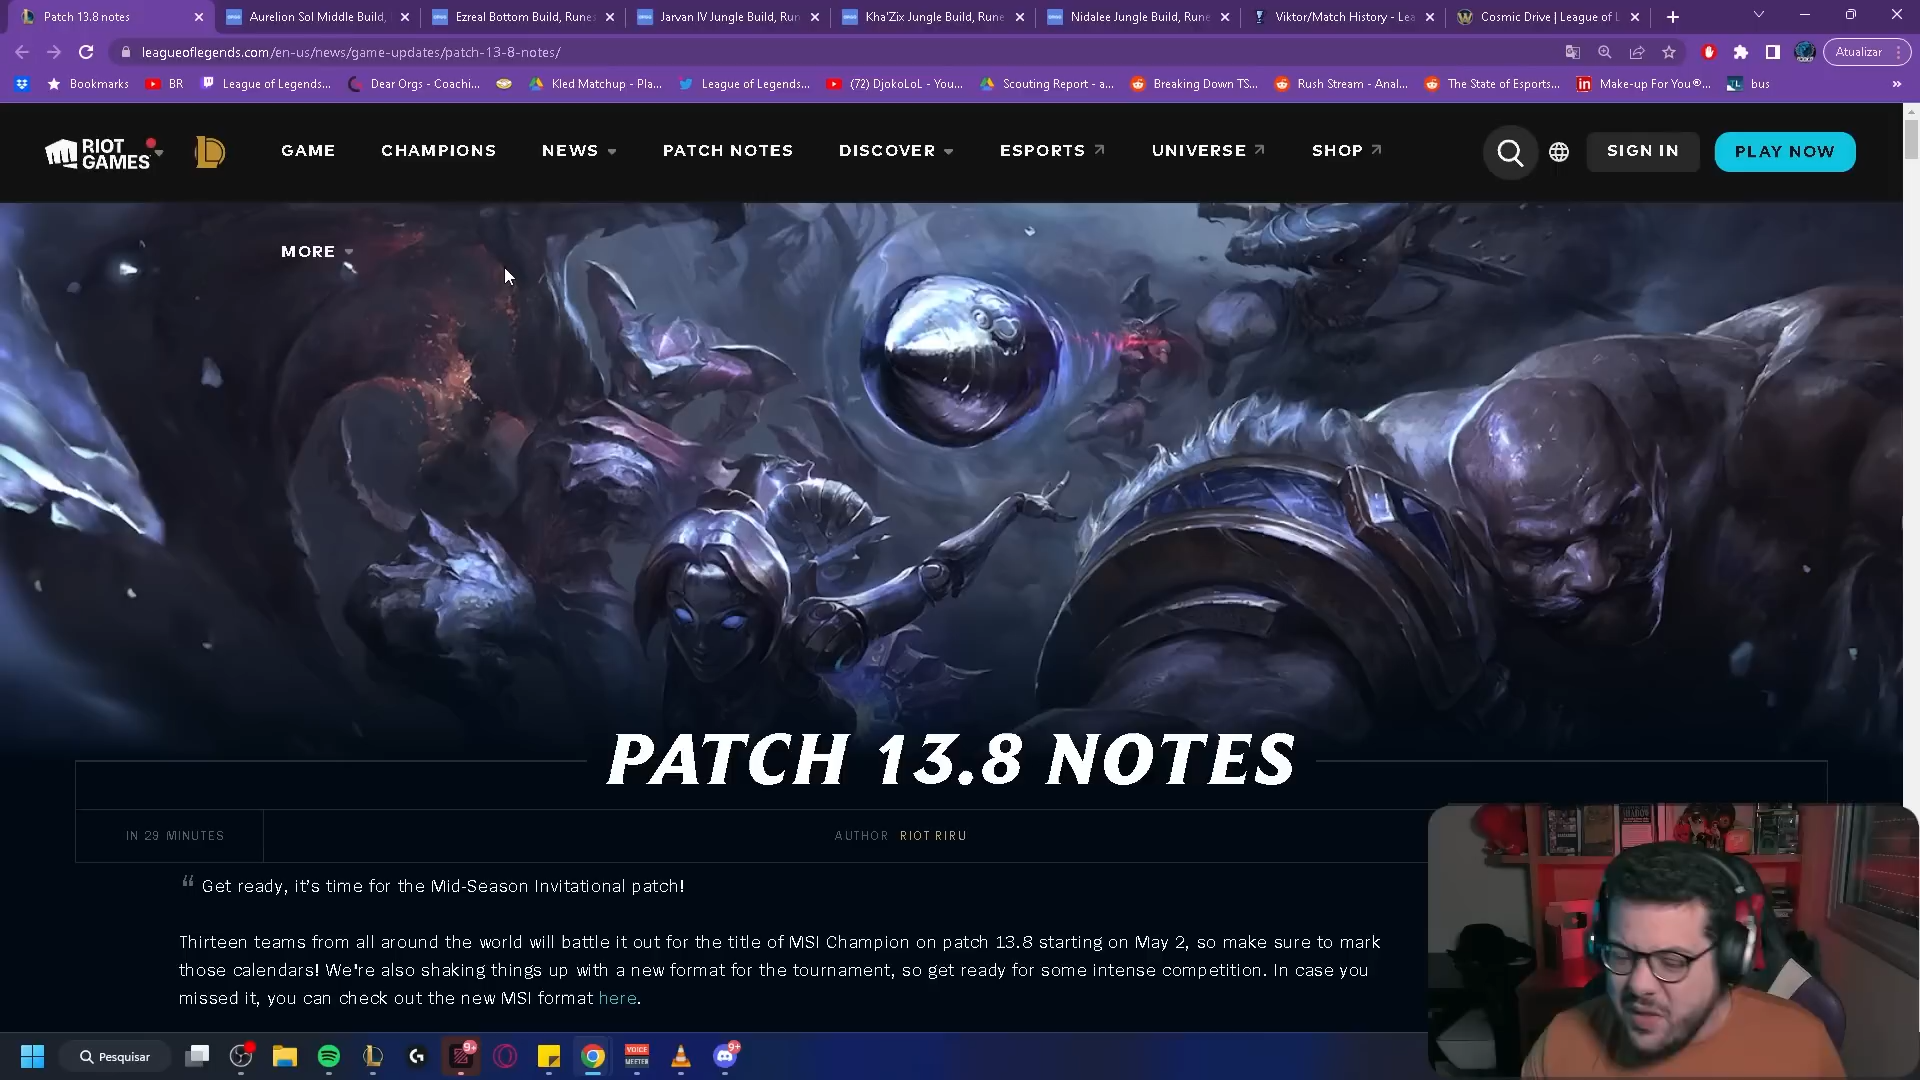 Patch 13.8 notes
Aurelion Sol Middle Build,
Ezreal Bottom Build, Runes
Jarvan IV Jungle Build, Run
Kha'Zix Jungle Build, Rune
Nidalee Jungle Build, Rune
Viktor/Match History - Lea
Cosmic Drive | League of L
leagueoflegends.com/en-us/news/game-updates/patch-13-8-notes/
Atualizar
Bookmarks
BR
League of Legends...
Dear Orgs - Coachi...
Kled Matchup - Pla...
League of Legends...
(72) DjokoLoL - You...
Scouting Report - a...
Breaking Down TS...
Rush Stream - Anal...
The State of Esports...
Make-up For You®...
bus
RIOT GAMES
GAME
CHAMPIONS
NEWS
PATCH NOTES
DISCOVER
ESPORTS
UNIVERSE
SHOP
SIGN IN
PLAY NOW
MORE
PATCH 13.8 NOTES
IN 29 MINUTES
AUTHOR RIOT RIRU
“ Get ready, it's time for the Mid-Season Invitational patch!
Thirteen teams from all around the world will battle it out for the title of MSI Champion on patch 13.8 starting on May 2, so make sure to mark
those calendars! We're also shaking things up with a new format for the tournament, so get ready for some intense competition. In case you
missed it, you can check out the new MSI format here.
Pesquisar
9+
VOICE
MEETER
9+